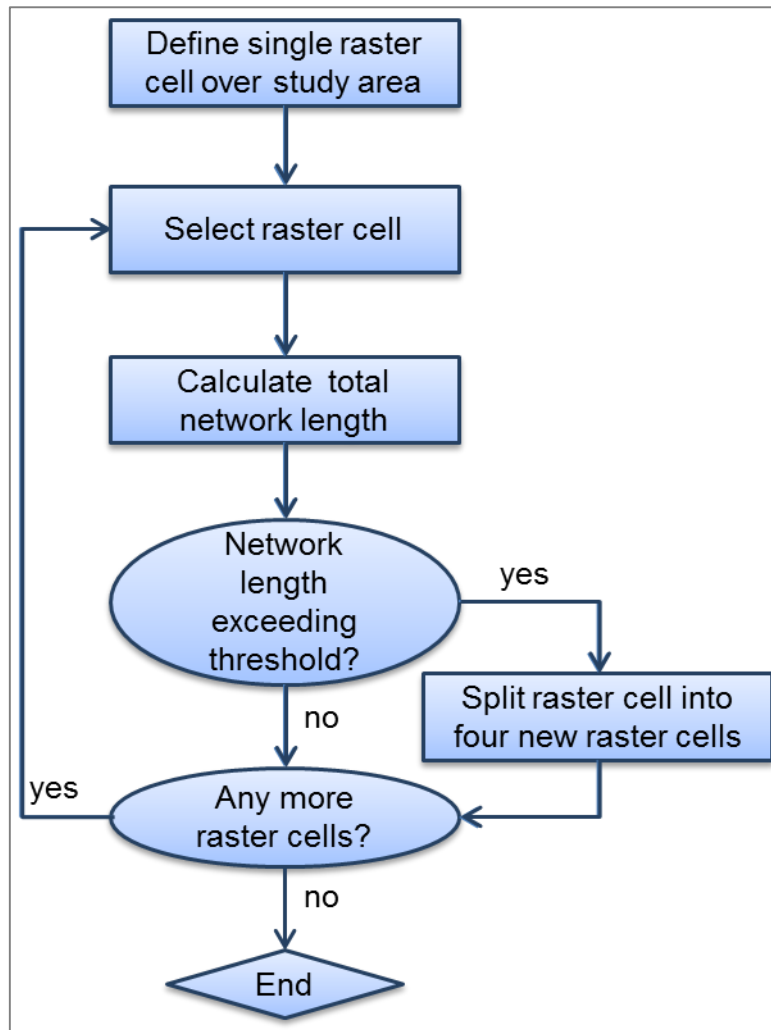 Define single raster
cell over study area
Select raster cell
Calculate total
network length
Network
length
exceeding
threshold?
yes
Split raster cell into
four new raster cells
no
yes
Any more
raster cells?
no
End